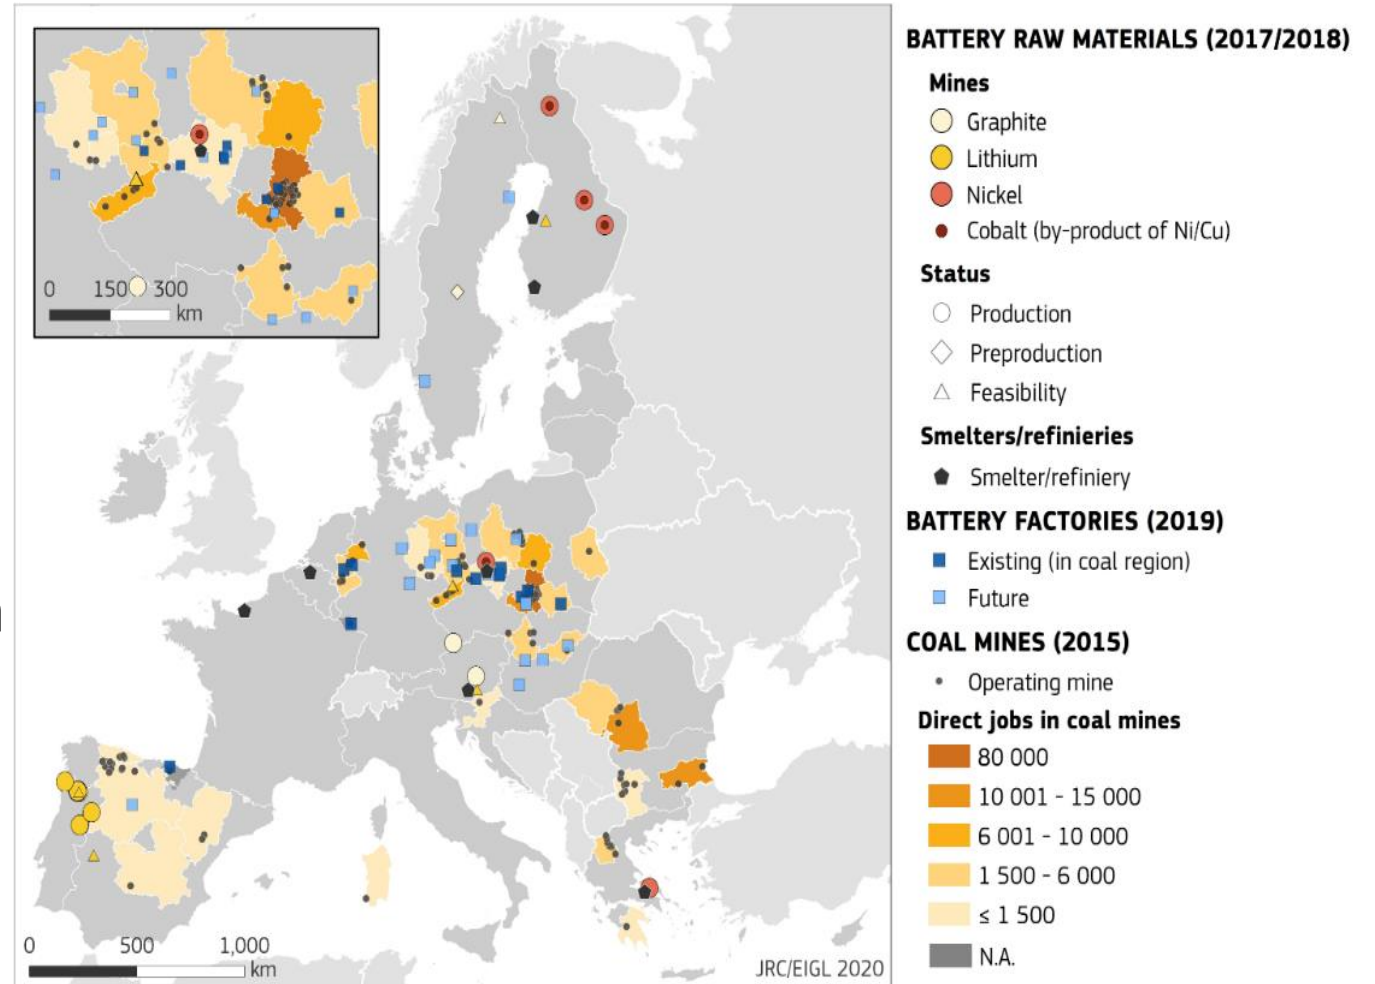 0 150 300
km
0 500 1,000
km
JRC/EIGL 2020
BATTERY RAW MATERIALS (2017/2018)
Mines
Graphite
Lithium
Nickel
Cobalt (by-product of Ni/Cu)
Status
Production
Preproduction
Feasibility
Smelters/refinieries
Smelter/refiniery
BATTERY FACTORIES (2019)
Existing (in coal region)
Future
COAL MINES (2015)
Operating mine
Direct jobs in coal mines
80 000
10 001 - 15 000
6 001 - 10 000
1 500 - 6 000
≤ 1 500
N.A.